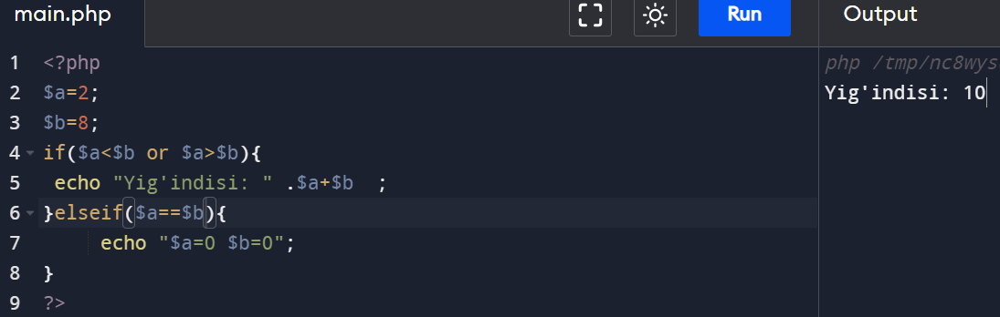 main.php
Run
Output
1 <?php
2 $a=2;
3 $b=8;
4 if($a<$b or $a>$b){
5 echo "Yig'indisi: " .$a+$b ;
6 }elseif($a==$b){
7 echo "$a=0 $b=0";
8 }
9 ?>
php /tmp/nc8wys
Yig'indisi: 10